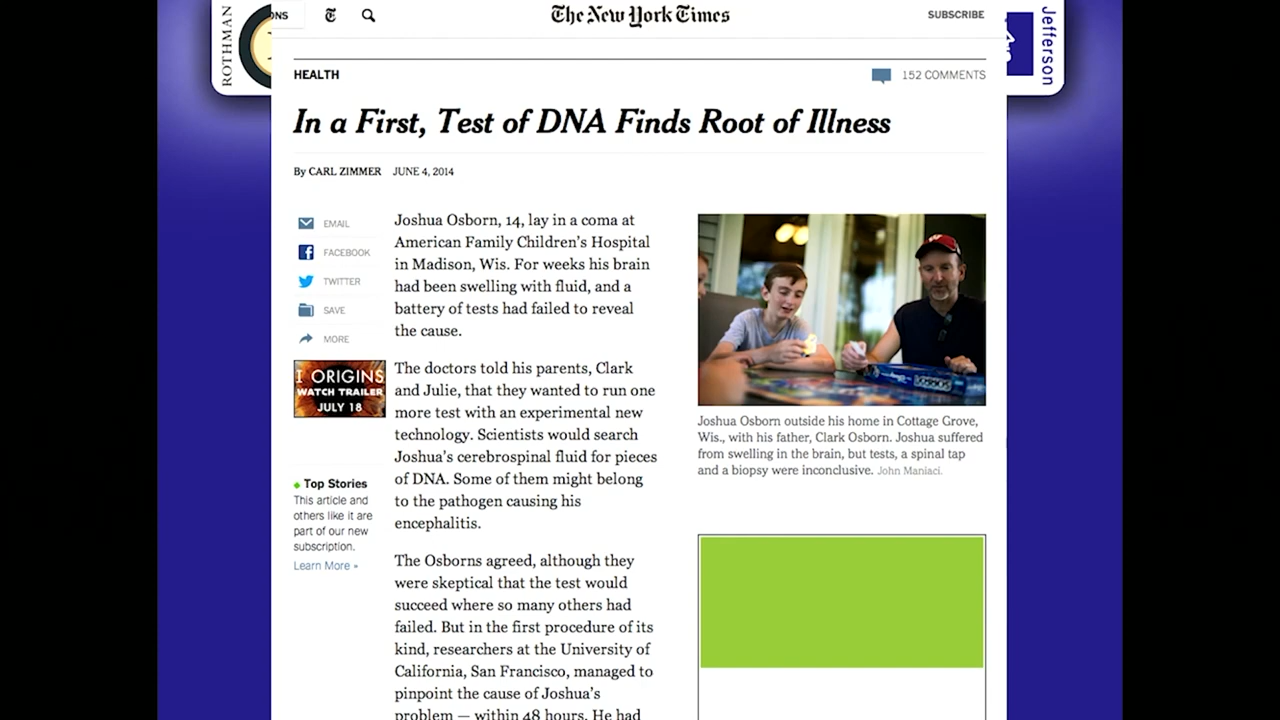 ROTHMAN
ONS
The New York Times
SUBSCRIBE
Jefferson
HEALTH
152 COMMENTS
In a First, Test of DNA Finds Root of Illness
By CARL ZIMMER JUNE 4, 2014
EMAIL
FACEBOOK
TWITTER
SAVE
MORE
I ORIGINS
WATCH TRAILER
JULY 18
Top Stories
This article and
others like it are
part of our new
subscription.
Learn More »
Joshua Osborn, 14, lay in a coma at
American Family Children's Hospital
in Madison, Wis. For weeks his brain
had been swelling with fluid, and a
battery of tests had failed to reveal
the cause.
The doctors told his parents, Clark
and Julie, that they wanted to run one
more test with an experimental new
technology. Scientists would search
Joshua's cerebrospinal fluid for pieces
of DNA. Some of them might belong
to the pathogen causing his
encephalitis.
The Osborns agreed, although they
were skeptical that the test would
succeed where so many others had
failed. But in the first procedure of its
kind, researchers at the University of
California, San Francisco, managed to
pinpoint the cause of Joshua's
problem — within 48 hours. He had
Joshua Osborn outside his home in Cottage Grove,
Wis., with his father, Clark Osborn. Joshua suffered
from swelling in the brain, but tests, a spinal tap
and a biopsy were inconclusive. John Maniaci.